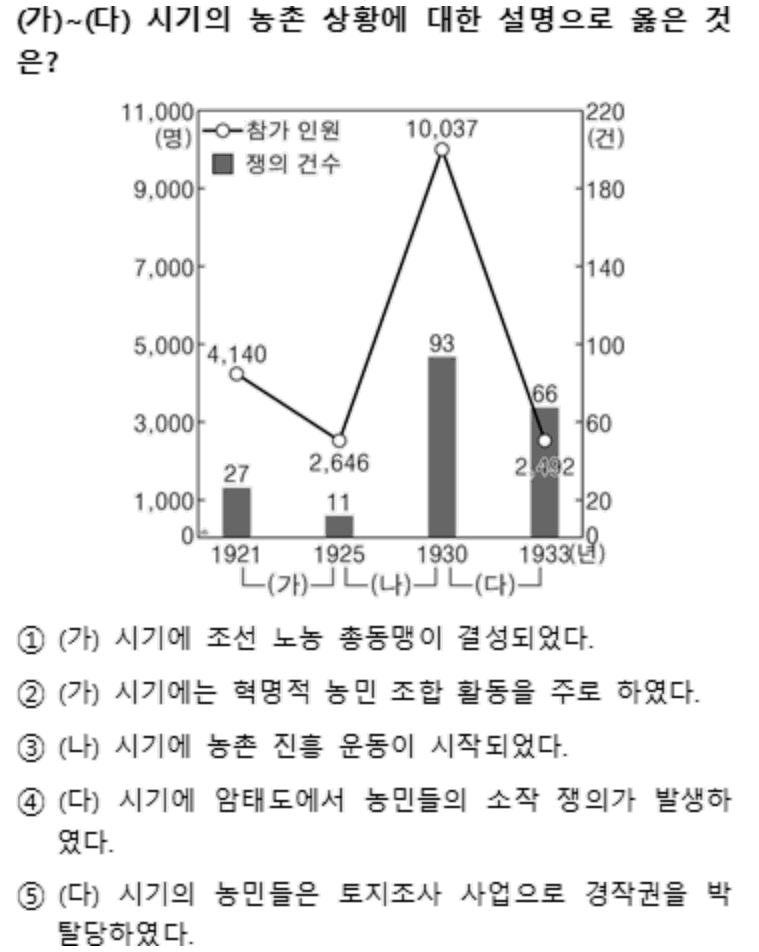 (가)~(다) 시기의 농촌 상황에 대한 설명으로 옳은 것
은?
11,000 220
(명) 참가 인원 10,037 (건)
쟁의 건수
9,000 180
7,000 140
5,000 4,140 93 100
66
3,000 60
2,646 2,492
27
11
1,000 20
0 0
1921 1925 1930 1933(년)
(가) (나) (다)
① (가) 시기에 조선 노농 총동맹이 결성되었다.
② (가) 시기에는 혁명적 농민 조합 활동을 주로 하였다.
③ (나) 시기에 농촌 진흥 운동이 시작되었다.
④ (다) 시기에 암태도에서 농민들의 소작 쟁의가 발생하
였다.
⑤ (다) 시기의 농민들은 토지조사 사업으로 경작권을 박
탈당하였다.